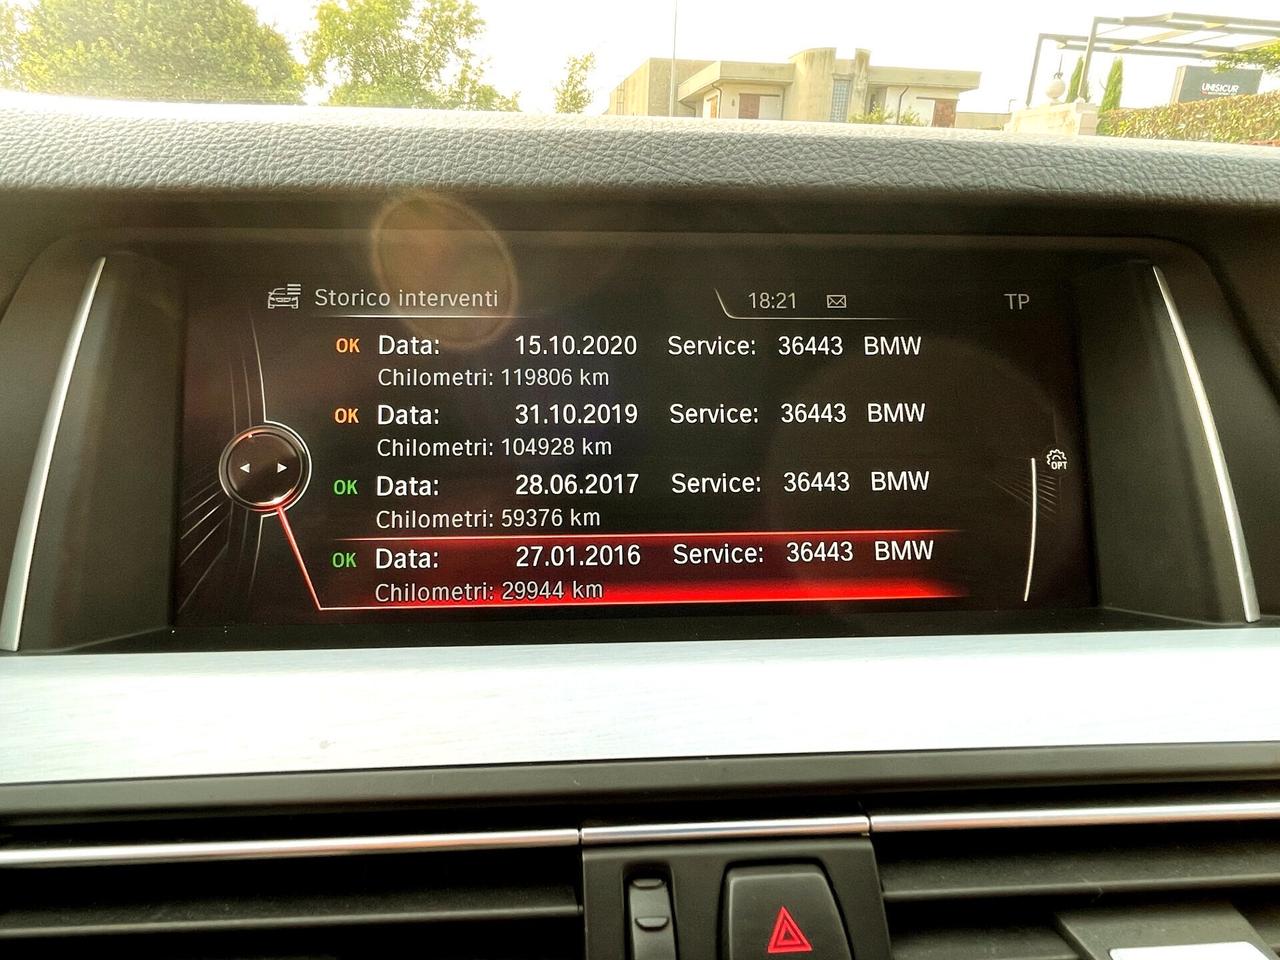 UNISICUR
Storico interventi 18:21 TP
OK Data: 15.10.2020 Service: 36443 BMW
Chilometri: 119806 km
OK Data: 31.10.2019 Service: 36443 BMW
Chilometri: 104928 km
OPT
OK Data: 28.06.2017 Service: 36443 BMW
Chilometri: 59376 km
OK Data: 27.01.2016 Service: 36443 BMW
Chilometri: 29944 km